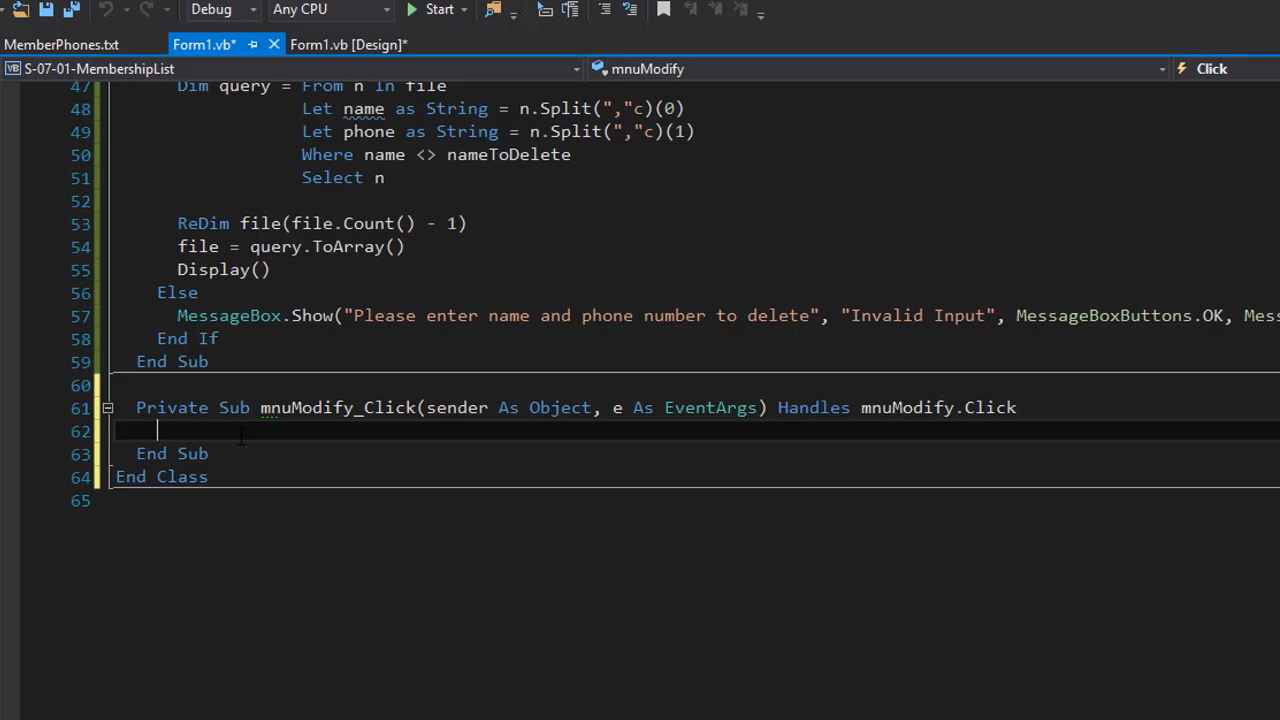 Debug Any CPU Start
MemberPhones.txt Form1.vb* Form1.vb [Design]*
VB S-07-01-MembershipList mnuModify Click
47 Dim query = From n In file
48 Let name as String = n.Split(","c)(0)
49 Let phone as String = n.Split(","c)(1)
50 Where name <> nameToDelete
51 Select n
52
53 ReDim file(file.Count() - 1)
54 file = query.ToArray()
55 Display()
56 Else
57 MessageBox.Show("Please enter name and phone number to delete", "Invalid Input", MessageBoxButtons.OK, Mess
58 End If
59 End Sub
60
61 Private Sub mnuModify_Click(sender As Object, e As EventArgs) Handles mnuModify.Click
62
63 End Sub
64 End Class
65